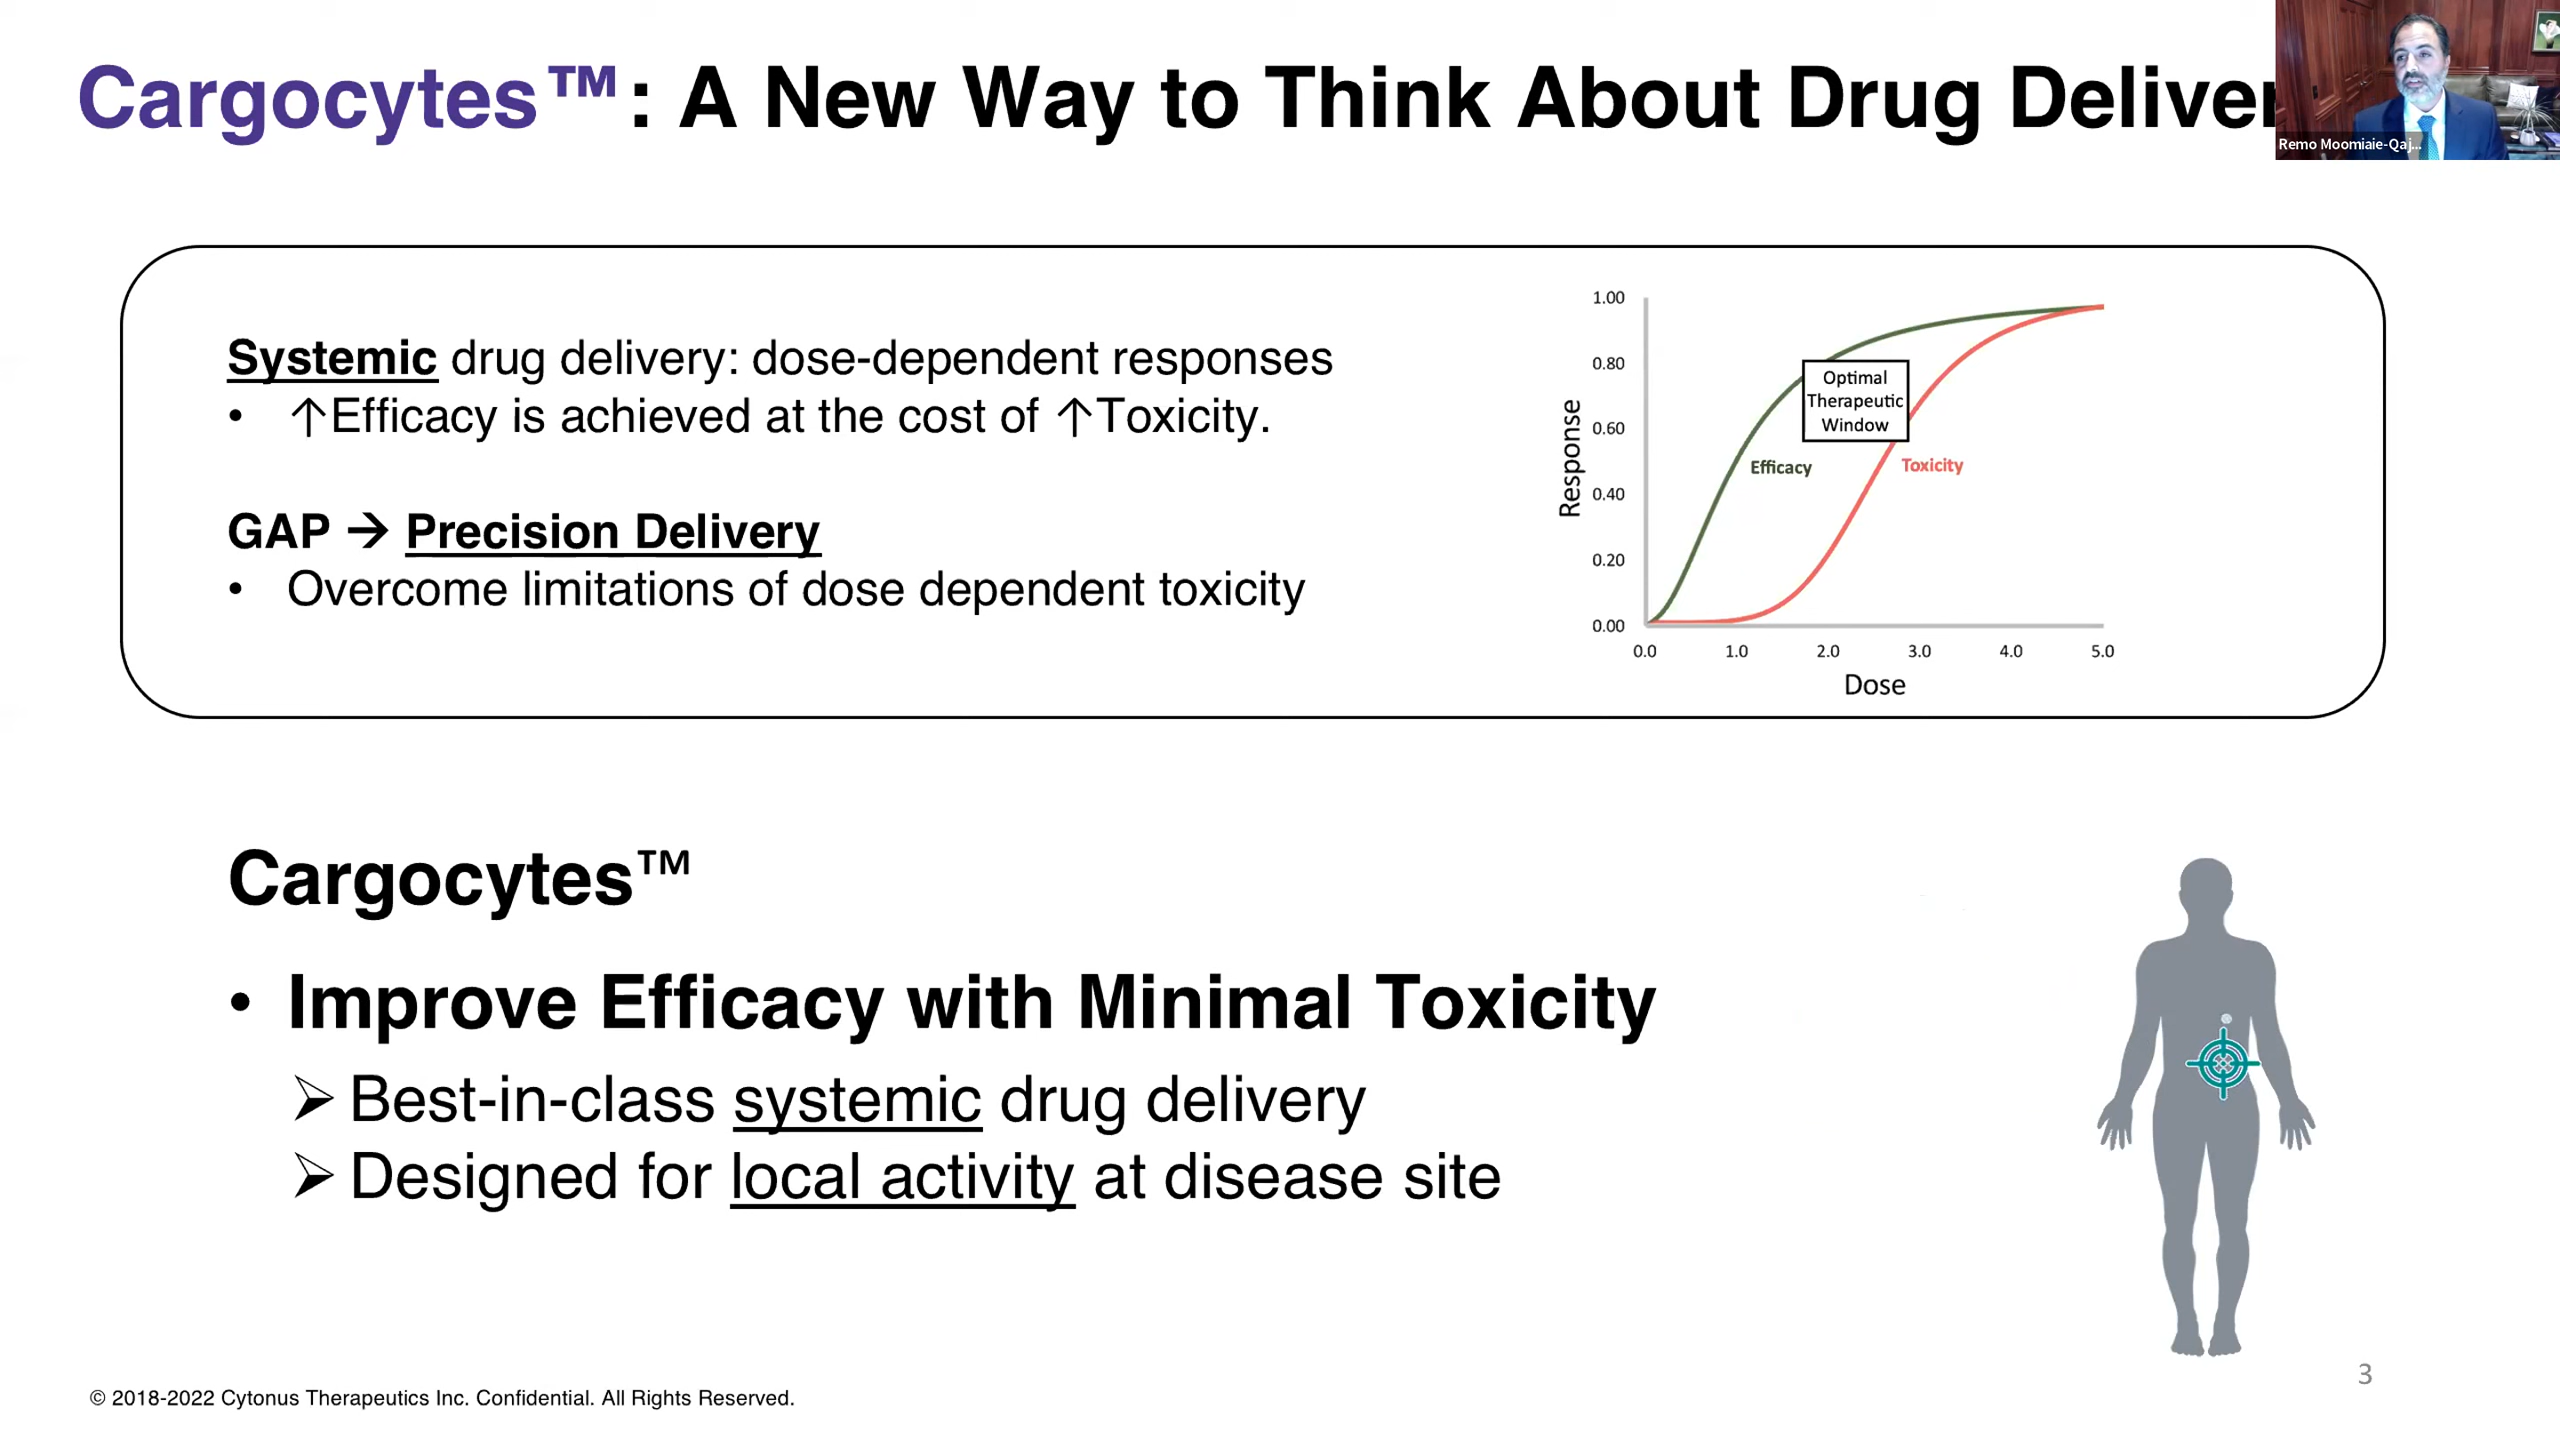 Cargocytes™: A New Way to Think About Drug Deliver
Remo Moomiaie-Qaj...
Systemic drug delivery: dose-dependent responses
• ↑Efficacy is achieved at the cost of ↑Toxicity.
GAP → Precision Delivery
• Overcome limitations of dose dependent toxicity
1.00
0.80
0.60
0.40
0.20
0.00
Response
Optimal
Therapeutic
Window
Efficacy
Toxicity
0.0 1.0 2.0 3.0 4.0 5.0
Dose
Cargocytes™
• Improve Efficacy with Minimal Toxicity
➢ Best-in-class systemic drug delivery
➢ Designed for local activity at disease site
3
© 2018-2022 Cytonus Therapeutics Inc. Confidential. All Rights Reserved.